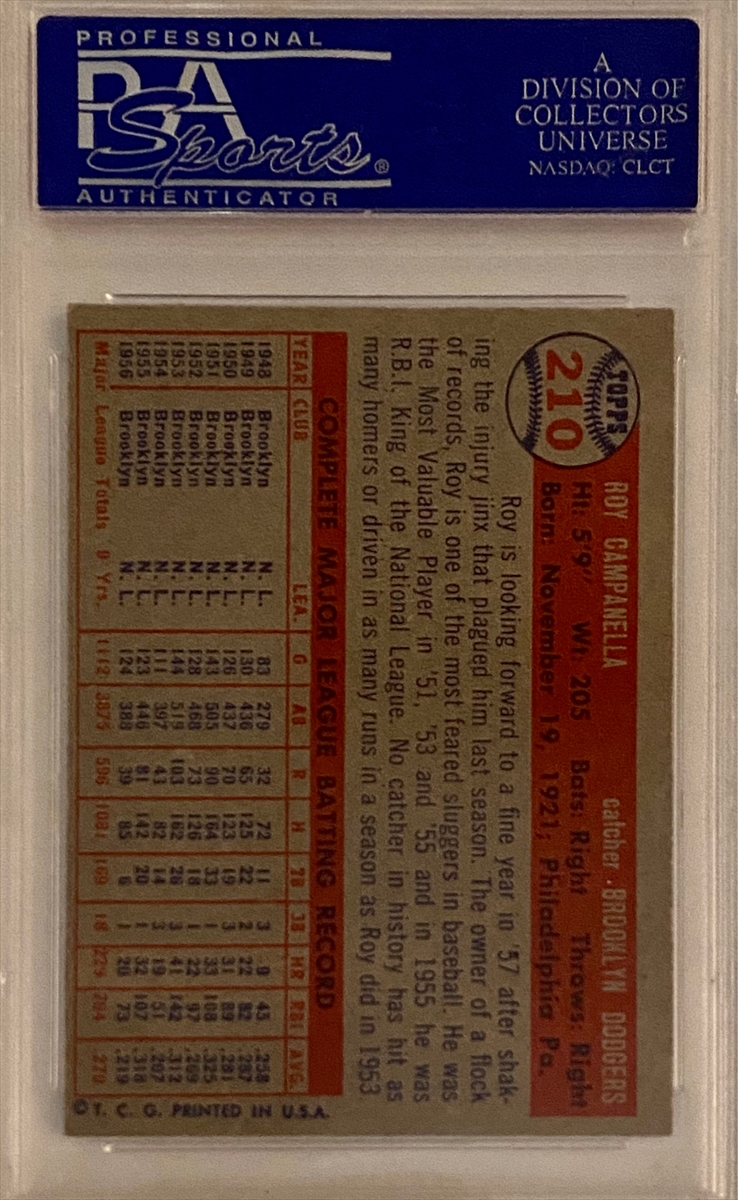 PROFESSIONAL
PSA
Sports®
AUTHENTICATOR
A
DIVISION OF
COLLECTORS
UNIVERSE
NASDAQ: CLCT
TOPPS
210
ROY CAMPANELLA
catcher · BROOKLYN DODGERS
Ht: 5'9" Wt: 205 Bats: Right Throws: Right
Born: November 19, 1921; Philadelphia Pa.
Roy is looking forward to a fine year in '57 after shak-
ing the injury jinx that plagued him last season. The owner of a flock
of records, Roy is one of the most feared sluggers in baseball. He was
the Most Valuable Player in '51, '53 and '55 and in 1955 he was
R.B.I. King of the National League. No catcher in history has hit as
many homers or driven in as many runs in a season as Roy did in 1953
COMPLETE MAJOR LEAGUE BATTING RECORD
YEAR CLUB LEA. G AB R H 2B 3B HR RBI AVG.
1948 Brooklyn N. L. 83 279 32 72 11 3 9 45 .258
1949 Brooklyn N. L. 130 436 65 125 22 2 22 82 .287
1950 Brooklyn N. L. 126 437 70 123 19 3 31 89 .281
1951 Brooklyn N. L. 143 505 90 164 33 1 33 108 .325
1952 Brooklyn N. L. 128 468 73 126 18 1 22 97 .269
1953 Brooklyn N. L. 144 519 103 162 26 3 41 142 .312
1954 Brooklyn N. L. 111 397 43 82 14 3 19 51 .207
1955 Brooklyn N. L. 123 446 81 142 20 1 32 107 .318
1956 Brooklyn N. L. 124 388 39 85 6 1 20 73 .219
Major League Totals 9 Yrs. 1112 3875 596 1081 169 18 229
© T. C. G. PRINTED IN U.S.A.